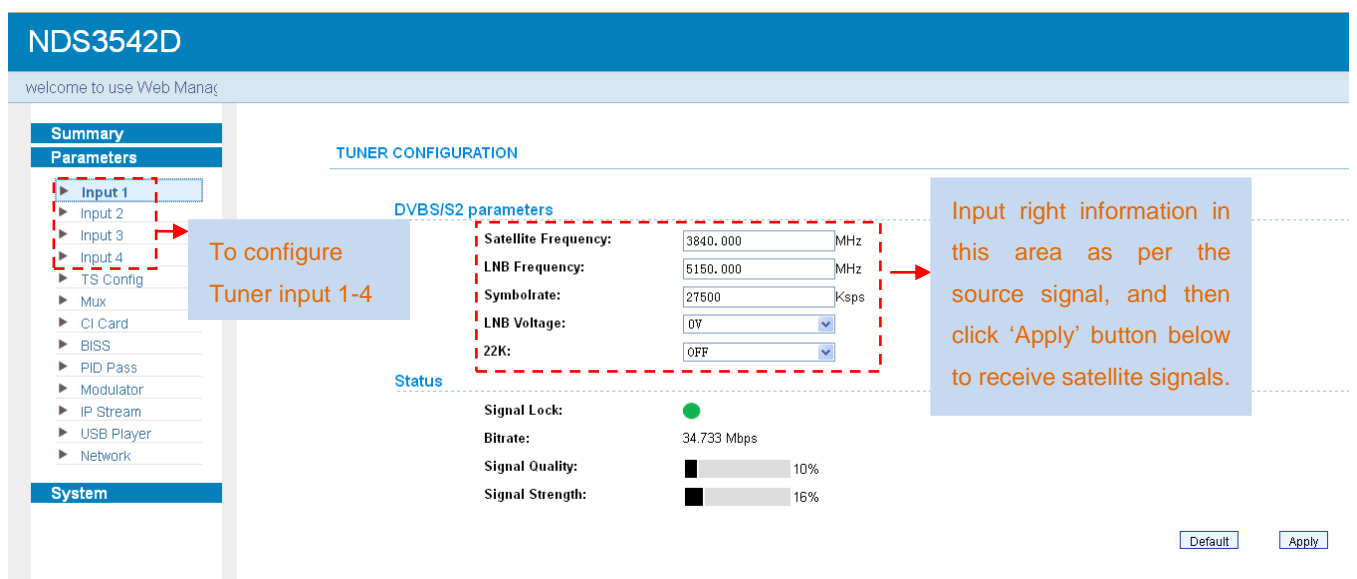 NDS3542D
welcome to use Web Manag
Summary
Parameters
Input 1
Input 2
Input 3
Input 4
TS Config
Mux
CI Card
BISS
PID Pass
Modulator
IP Stream
USB Player
Network
System
To configure
Tuner input 1-4
TUNER CONFIGURATION
DVBS/S2 parameters
Satellite Frequency: 3840.000 MHz
LNB Frequency: 5150.000 MHz
Symbolrate: 27500 Ksps
LNB Voltage: 0V
22K: OFF
Input right information in
this area as per the
source signal, and then
click ‘Apply’ button below
to receive satellite signals.
Status
Signal Lock:
Bitrate: 34.733 Mbps
Signal Quality: 10%
Signal Strength: 16%
Default Apply